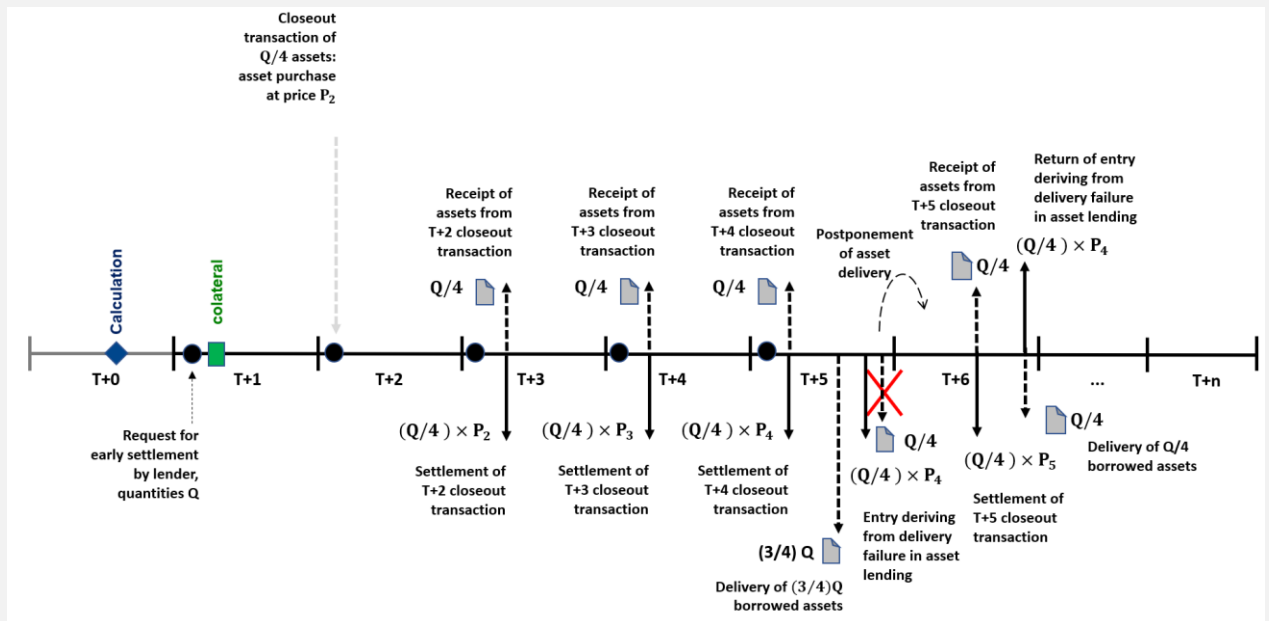 Closeout
transaction of
Q/4 assets:
asset purchase
at price P₂
Receipt of
assets from
T+2 closeout
transaction
Q/4
Receipt of
assets from
T+3 closeout
transaction
Q/4
Receipt of
assets from
T+4 closeout
transaction
Q/4
Postponement
of asset
delivery
Receipt of
assets from
T+5 closeout
transaction
Q/4
Return of entry
deriving from
delivery failure
in asset lending
(Q/4) × P₄
Calculation
colateral
T+0
T+1
T+2
T+3
T+4
T+5
T+6
...
T+n
Request for
early settlement
by lender,
quantities Q
(Q/4) × P₂
Settlement of
T+2 closeout
transaction
(Q/4) × P₃
Settlement of
T+3 closeout
transaction
(Q/4) × P₄
Settlement of
T+4 closeout
transaction
(3/4) Q
Delivery of (3/4)Q
borrowed assets
Q/4
(Q/4) × P₄
Entry deriving
from delivery
failure in asset
lending
(Q/4) × P₅
Settlement of
T+5 closeout
transaction
Q/4
Delivery of Q/4
borrowed assets